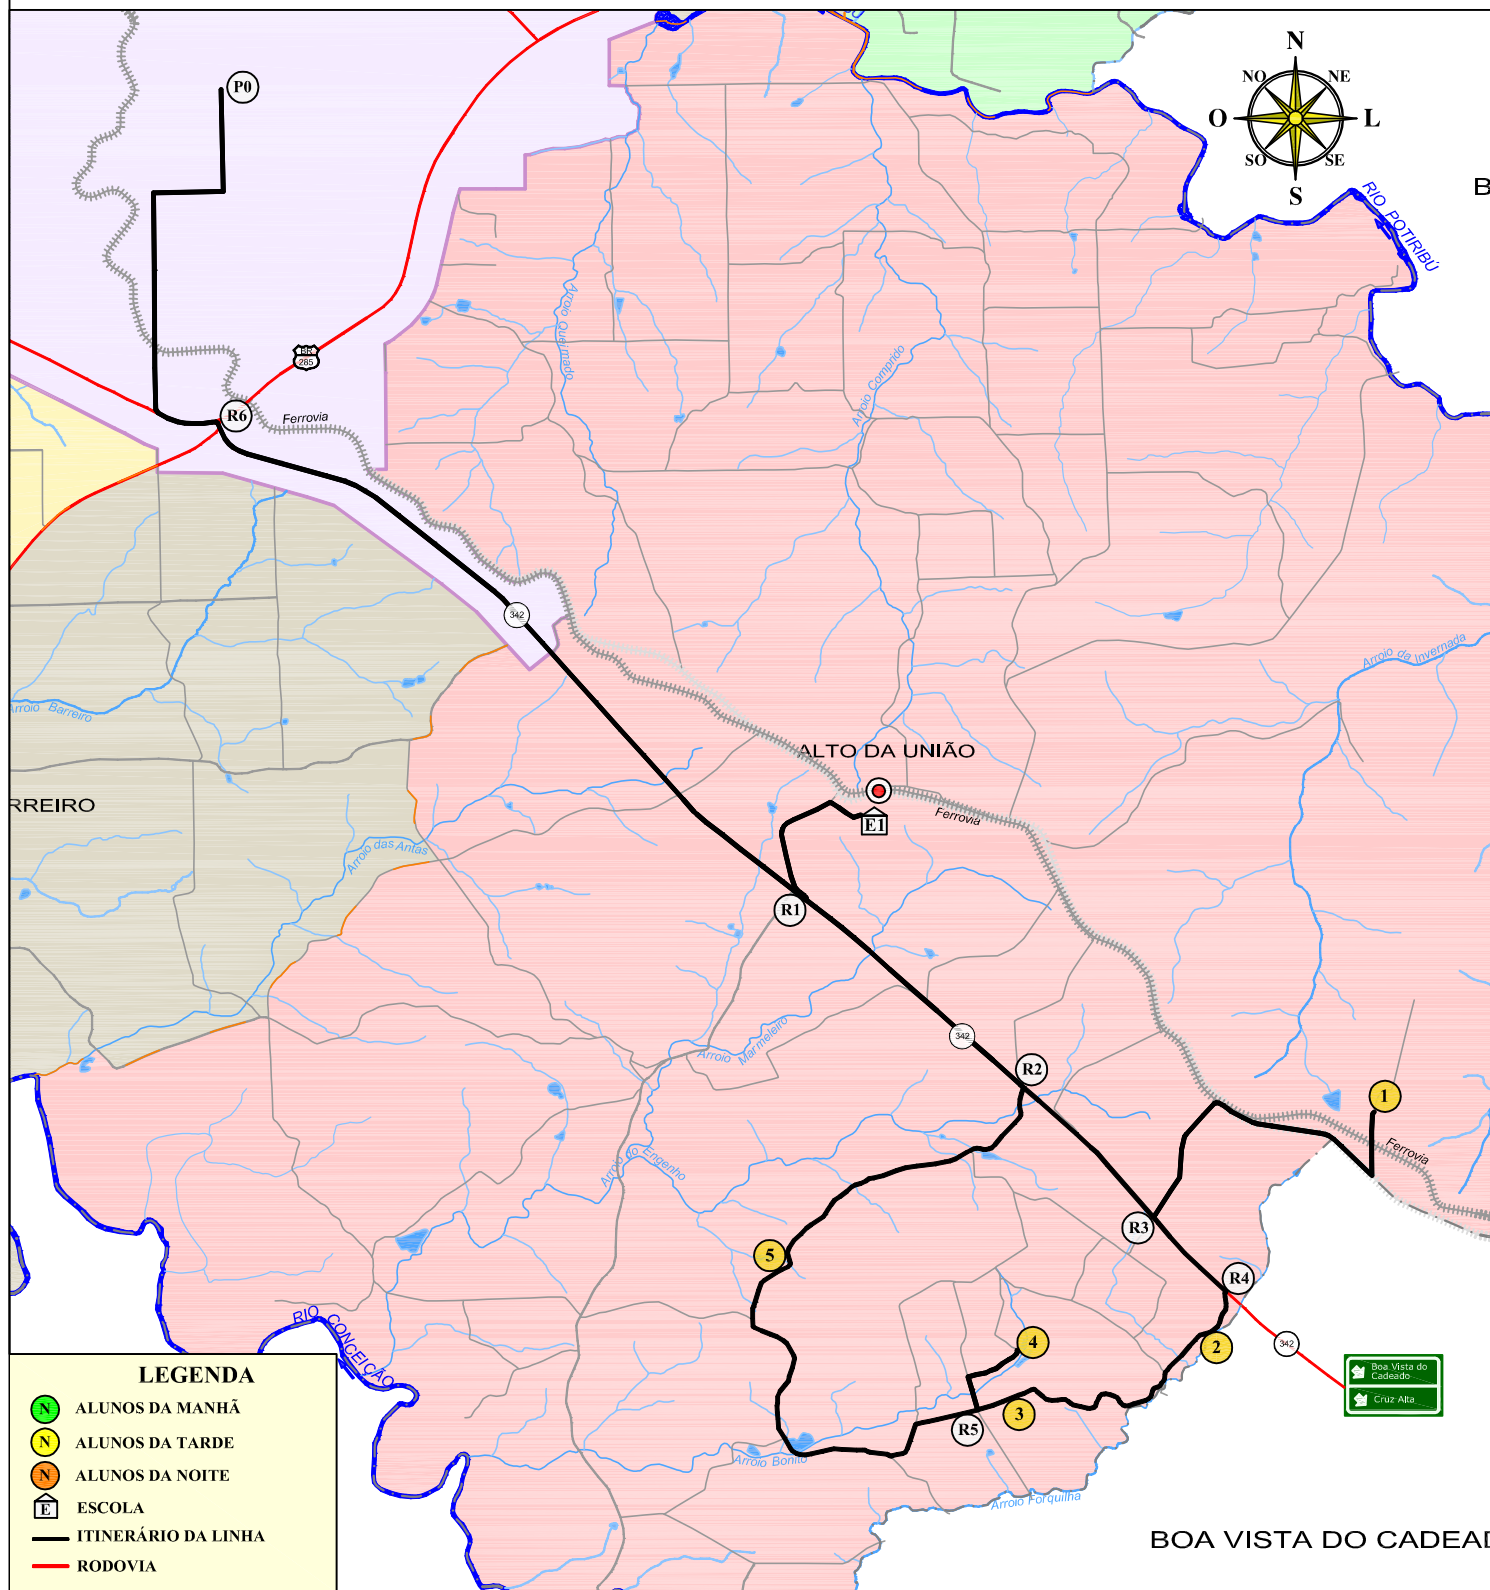 N
NO
NE
O
L
SO
SE
S
B
P0
RIO POTIRIBÚ
Arroio Queimado
Arroio Comprido
BR
285
R6
Ferrovia
342
Arroio da Invernada
Arroio Barreiro
ALTO DA UNIÃO
RREIRO
E1
Ferrovia
Arroio das Antas
R1
342
Arroio Marmeleiro
R2
1
Ferrovia
Arroio do Engenho
R3
5
R4
RIO CONCEIÇÃO
4
2
342
Boa Vista do
Cadeado
Cruz Alta
3
R5
Arroio Bonito
Arroio Forquilha
BOA VISTA DO CADEAD
LEGENDA
N ALUNOS DA MANHÃ
N ALUNOS DA TARDE
N ALUNOS DA NOITE
E ESCOLA
ITINERÁRIO DA LINHA
RODOVIA